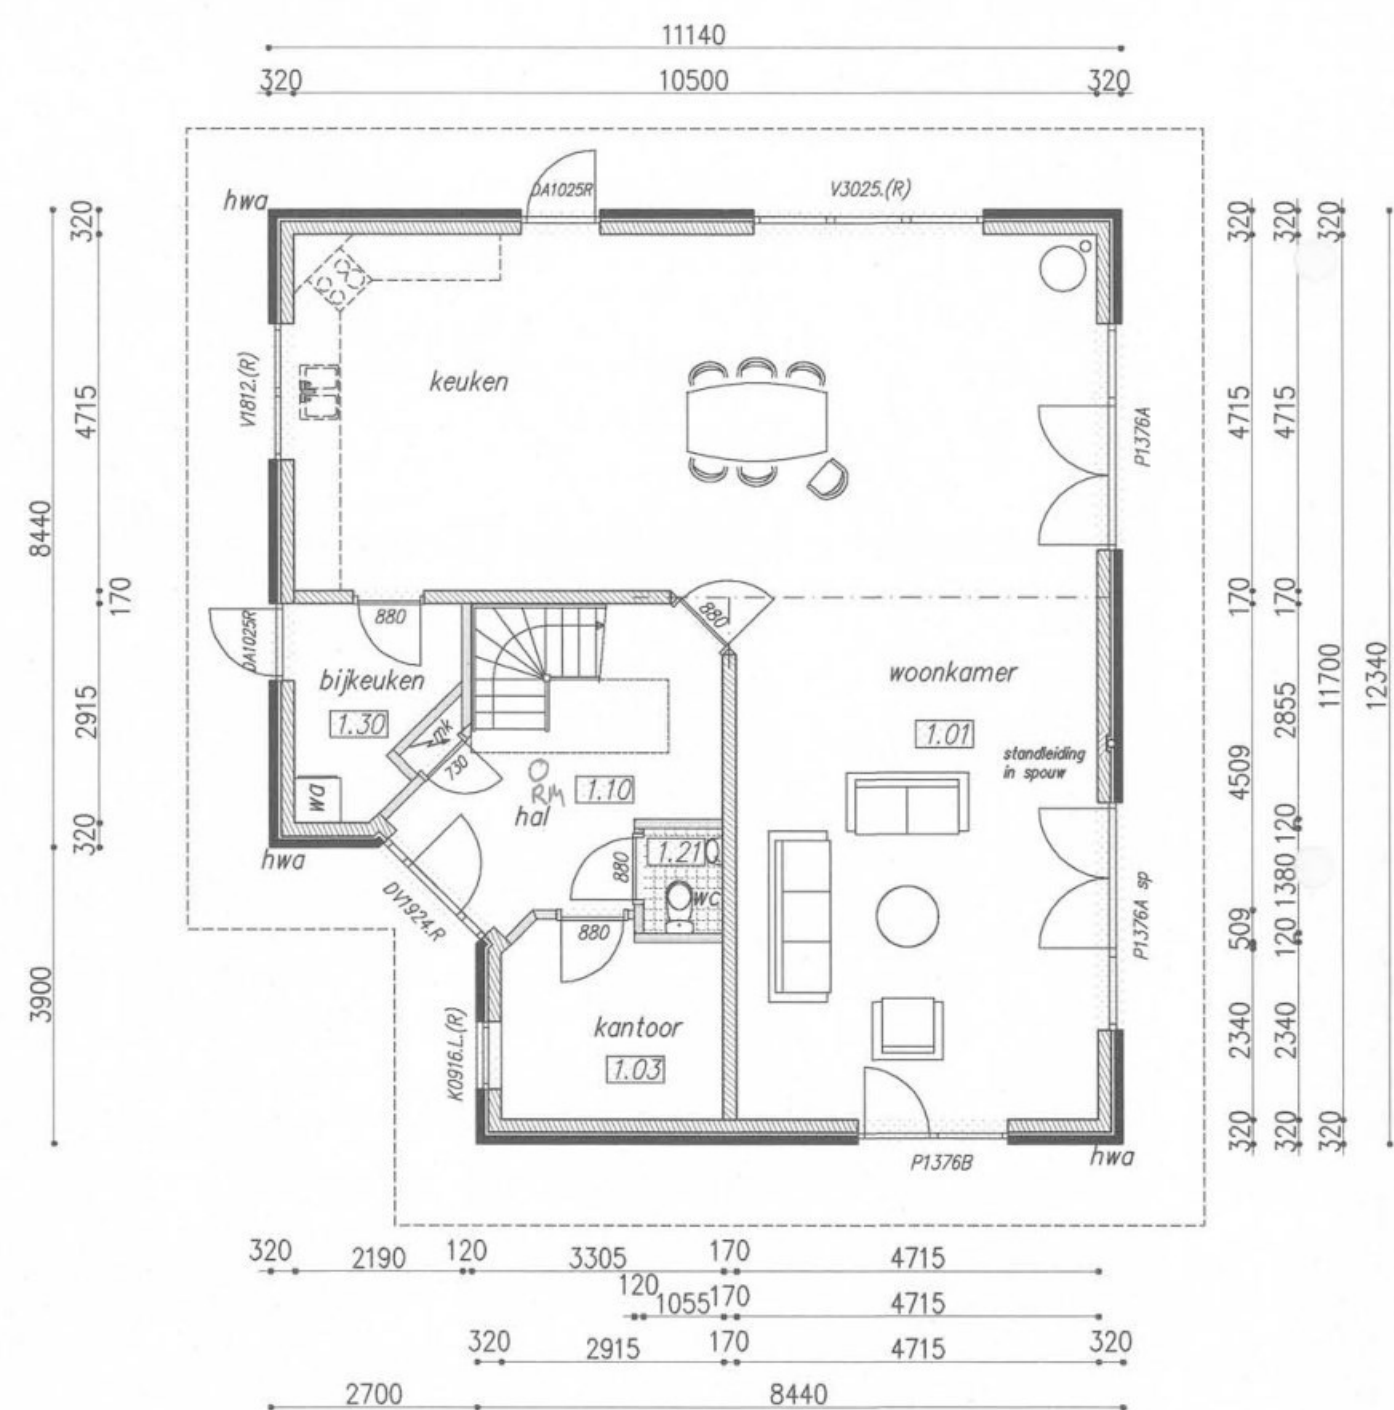 11140
320 10500 320
hwa
DA1025R
V3025.(R)
320
4715
170
2915
320
8440
3900
V1812.(R)
keuken
P1376A
320 320 320
4715 4715
170 170
2855
4509
120
1380
509 120
2340 2340
320 320 320
11700
12340
DA1025R
880
880
bijkeuken
1.30
mk
730
wa
hwa
RM
1.10
hal
woonkamer
1.01
standleiding
in spouw
1.21
wc
880
DV1924.R
880
P1376A sp
K0916.L.(R)
kantoor
1.03
P1376B
hwa
320 2190 120 3305 170 4715
120 1055 170 4715
320 2915 170 4715 320
2700 8440